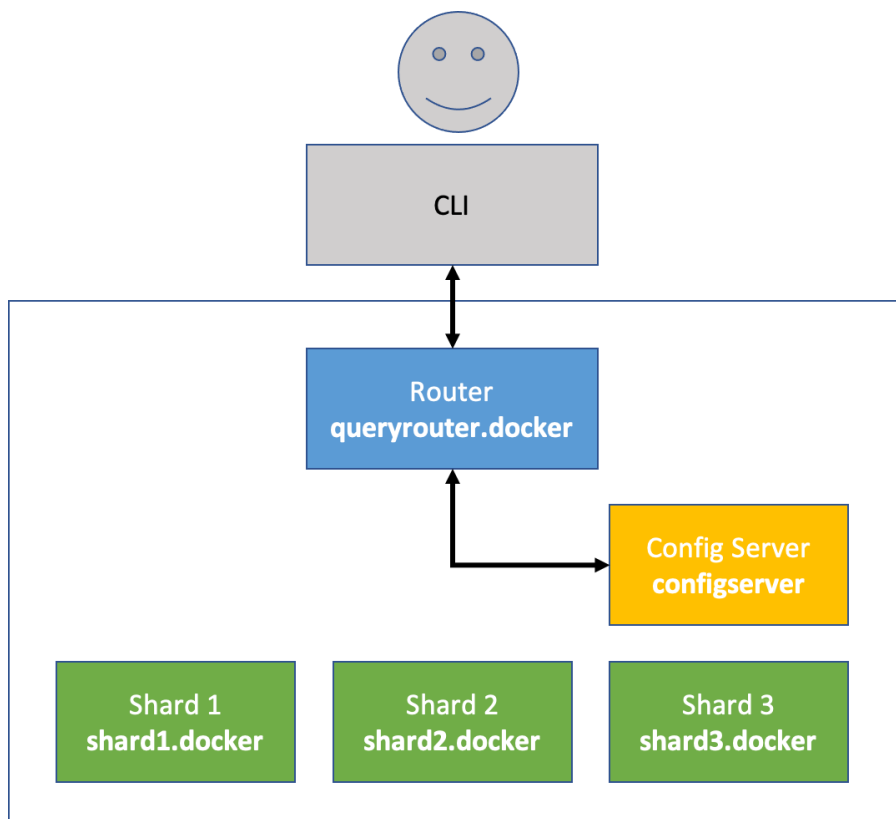 CLI
Router
queryrouter.docker
Config Server
configserver
Shard 1
shard1.docker
Shard 2
shard2.docker
Shard 3
shard3.docker